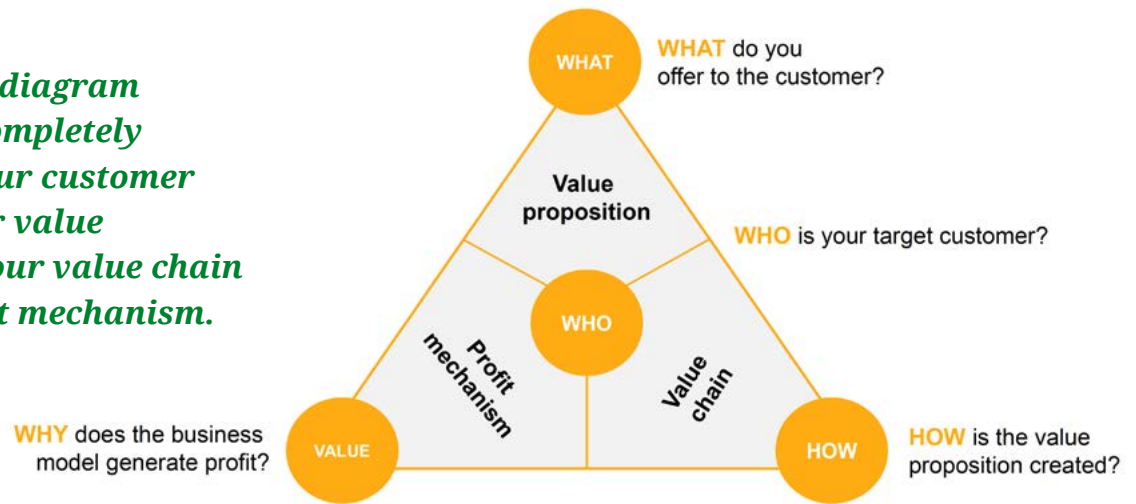 diagram
ompletely
ur customer
r value
our value chain
t mechanism.
WHAT
WHAT do you
offer to the customer?
Value
proposition
WHO is your target customer?
WHO
Profit
mechanism
Value
chain
WHY does the business
model generate profit?
VALUE
HOW
HOW is the value
proposition created?